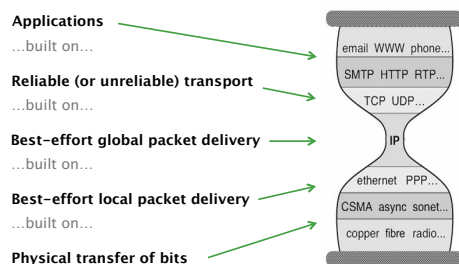 Applications
...built on...
Reliable (or unreliable) transport
...built on...
Best-effort global packet delivery
...built on...
Best-effort local packet delivery
...built on...
Physical transfer of bits
email WWW phone...
SMTP HTTP RTP...
TCP UDP...
IP
ethernet PPP...
CSMA async sonet...
copper fibre radio...